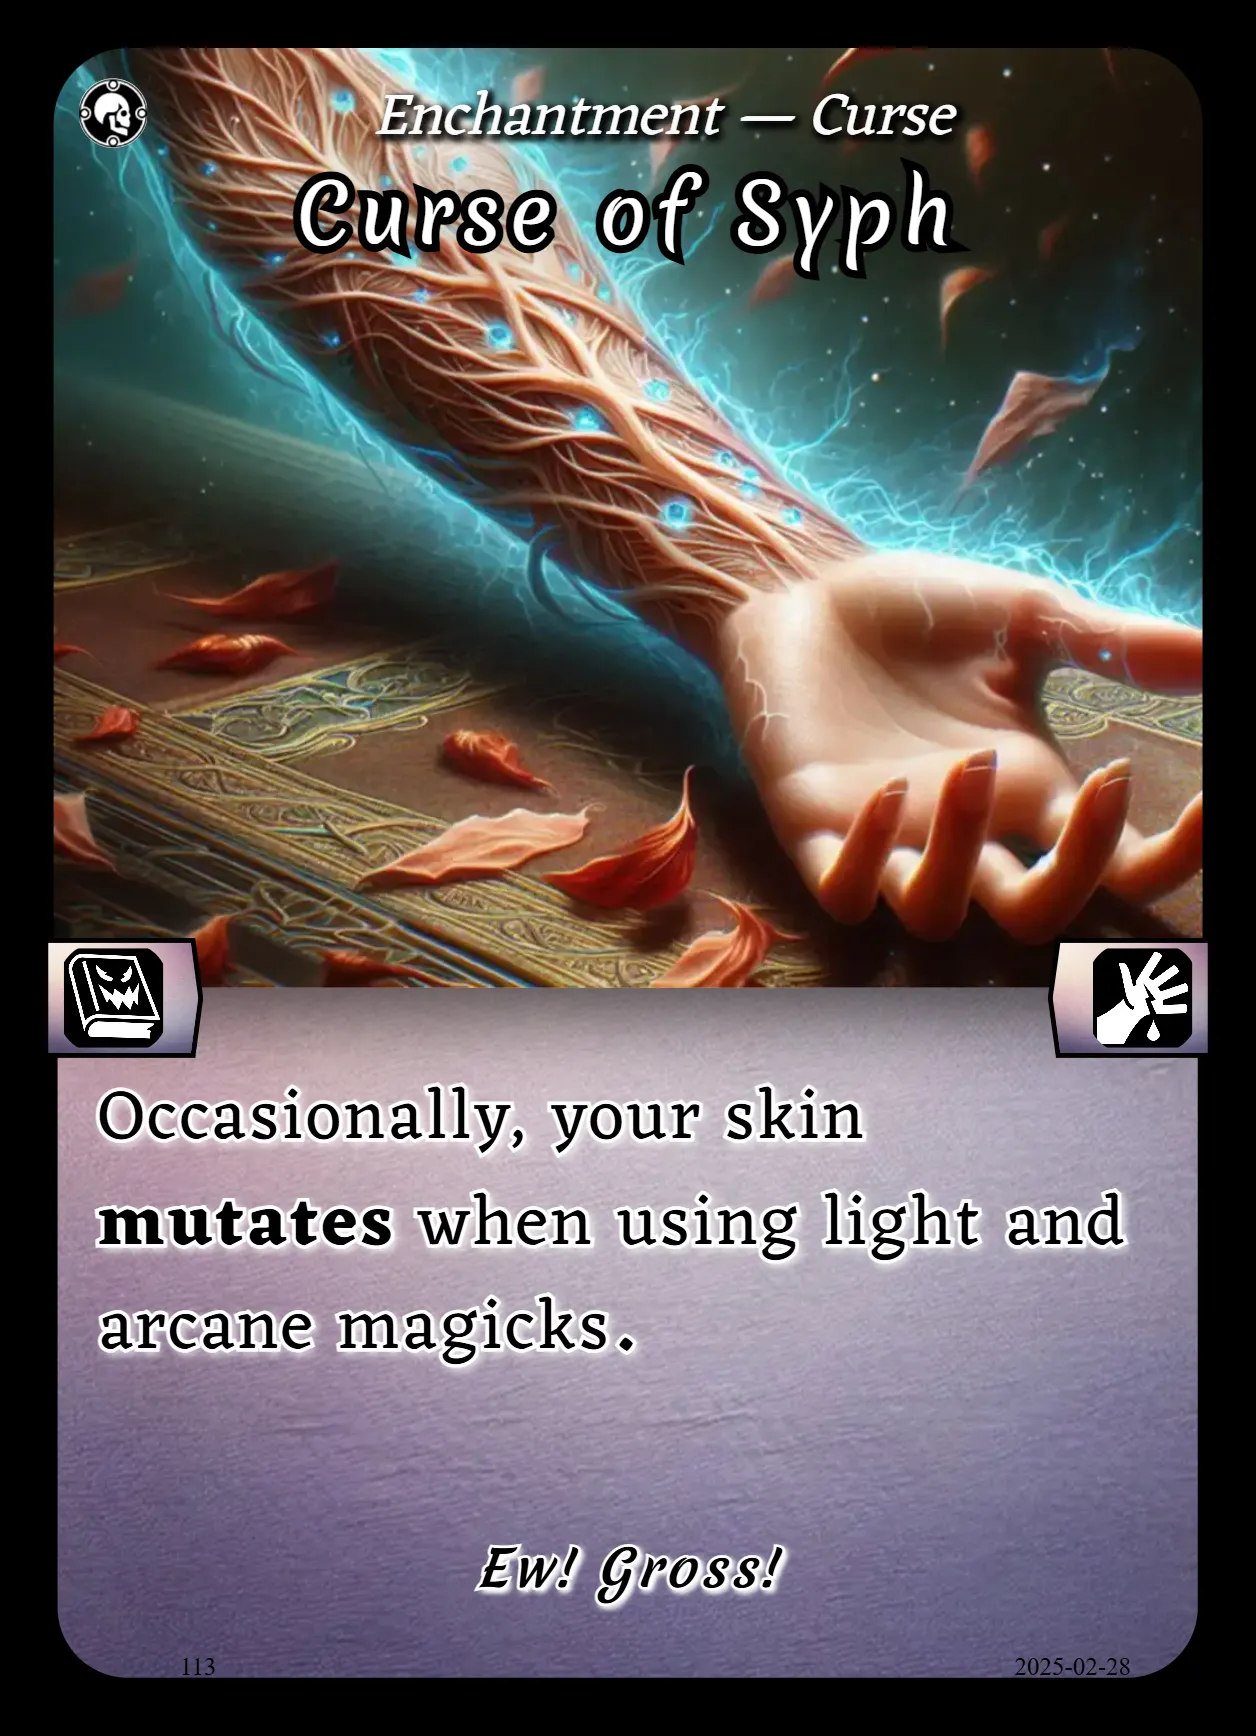 Enchantment — Curse
Curse of Syph
Occasionally, your skin
mutates when using light and
arcane magicks.
Ew! Gross!
113
2025-02-28